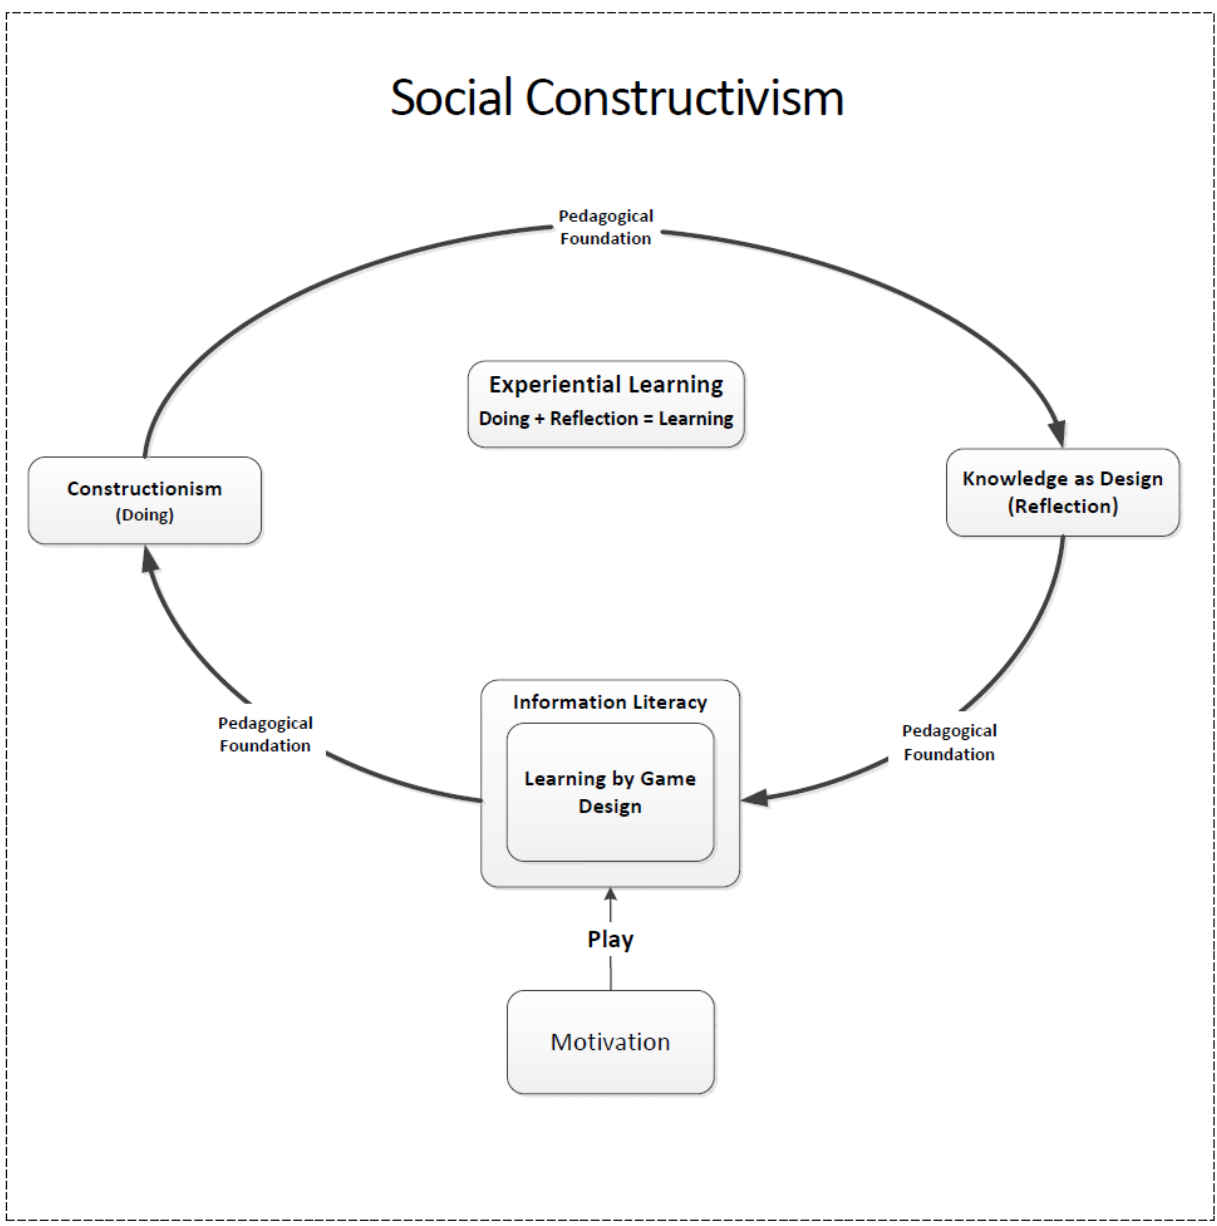 Social Constructivism
Pedagogical
Foundation
Experiential Learning
Doing + Reflection = Learning
Constructionism
(Doing)
Knowledge as Design
(Reflection)
Information Literacy
Learning by Game
Design
Pedagogical
Foundation
Pedagogical
Foundation
Play
Motivation